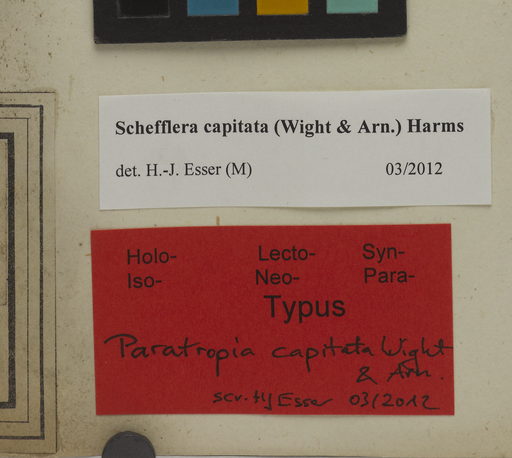 Schefflera capitata (Wight & Arn.) Harms
det. H.-J. Esser (M) 03/2012
Holo- Lecto- Syn-
Iso- Neo- Para-
Typus
Paratropia capitata Wight
& Arn.
scr. HJ Esser 03/2012